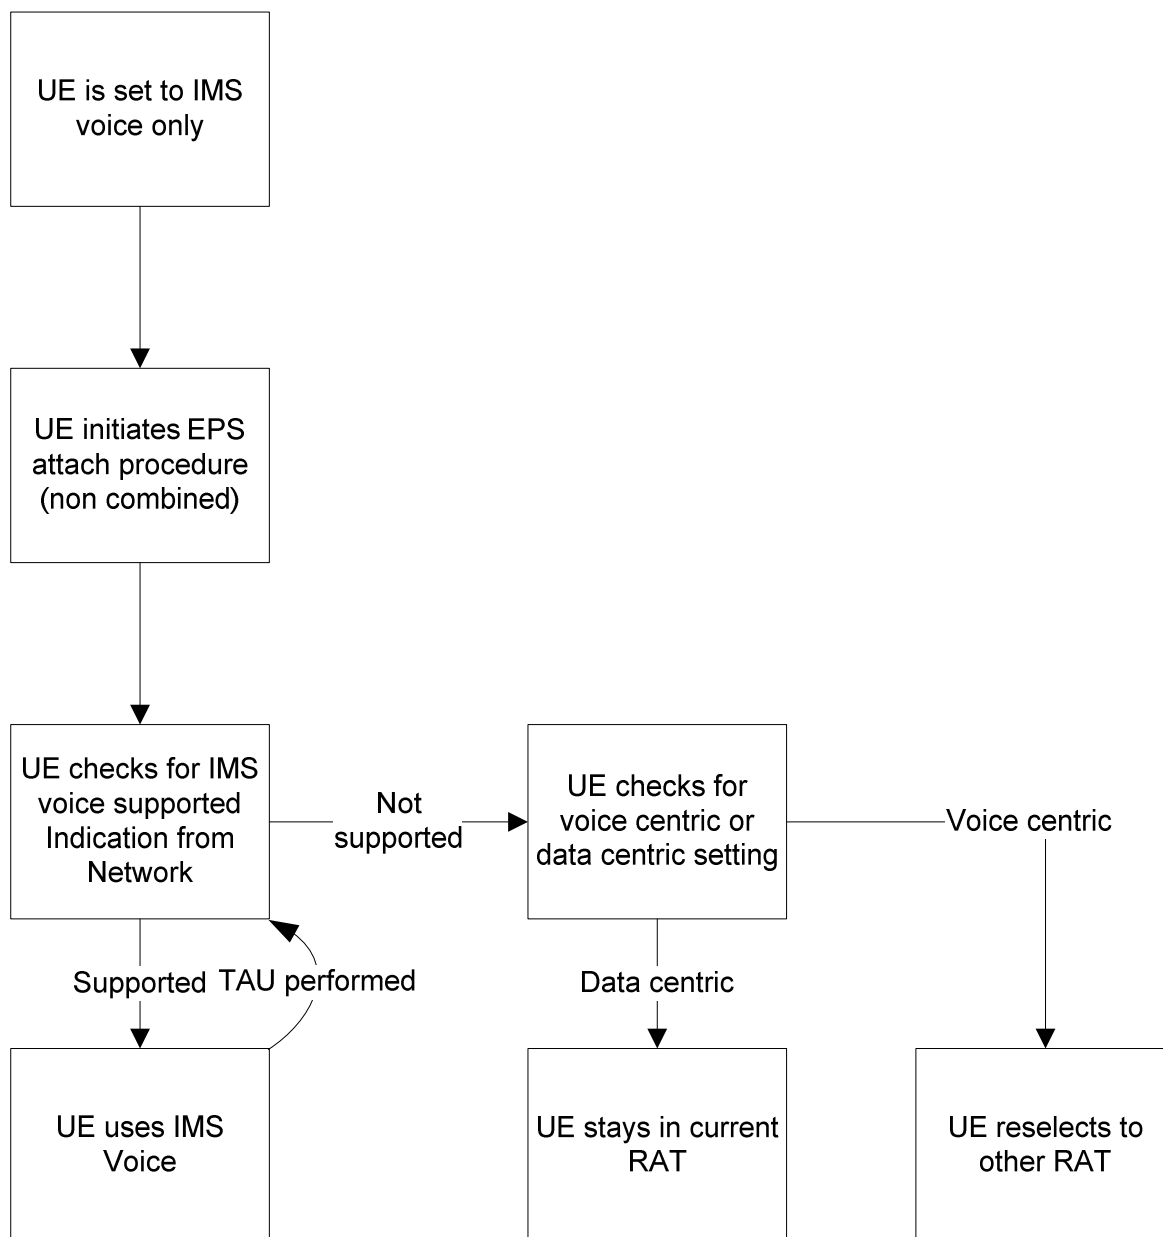 UE is set to IMS
voice only
UE initiates EPS
attach procedure
(non combined)
UE checks for IMS
voice supported
Indication from
Network
Not
supported
UE checks for
voice centric or
data centric setting
Voice centric
Supported
TAU performed
Data centric
UE uses IMS
Voice
UE stays in current
RAT
UE reselects to
other RAT